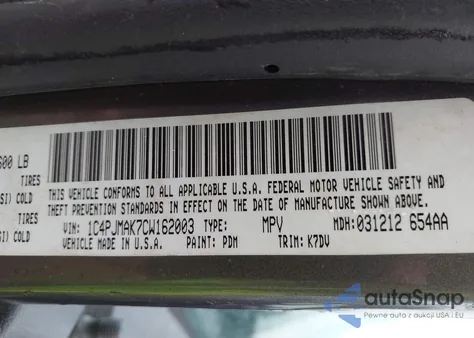 600 LB
TIRES
SI) COLD
TIRES
SI) COLD
THIS VEHICLE CONFORMS TO ALL APPLICABLE U.S.A. FEDERAL MOTOR VEHICLE SAFETY AND
THEFT PREVENTION STANDARDS IN EFFECT ON THE DATE OF MANUFACTURE SHOWN ABOVE.
VIN: 1C4PJMAK7CW162003 TYPE: MPV MDH: 031212 654AA
VEHICLE MADE IN U.S.A. PAINT: PDM TRIM: K7DV
autoSnap
Pewne auta z aukcji USA i EU